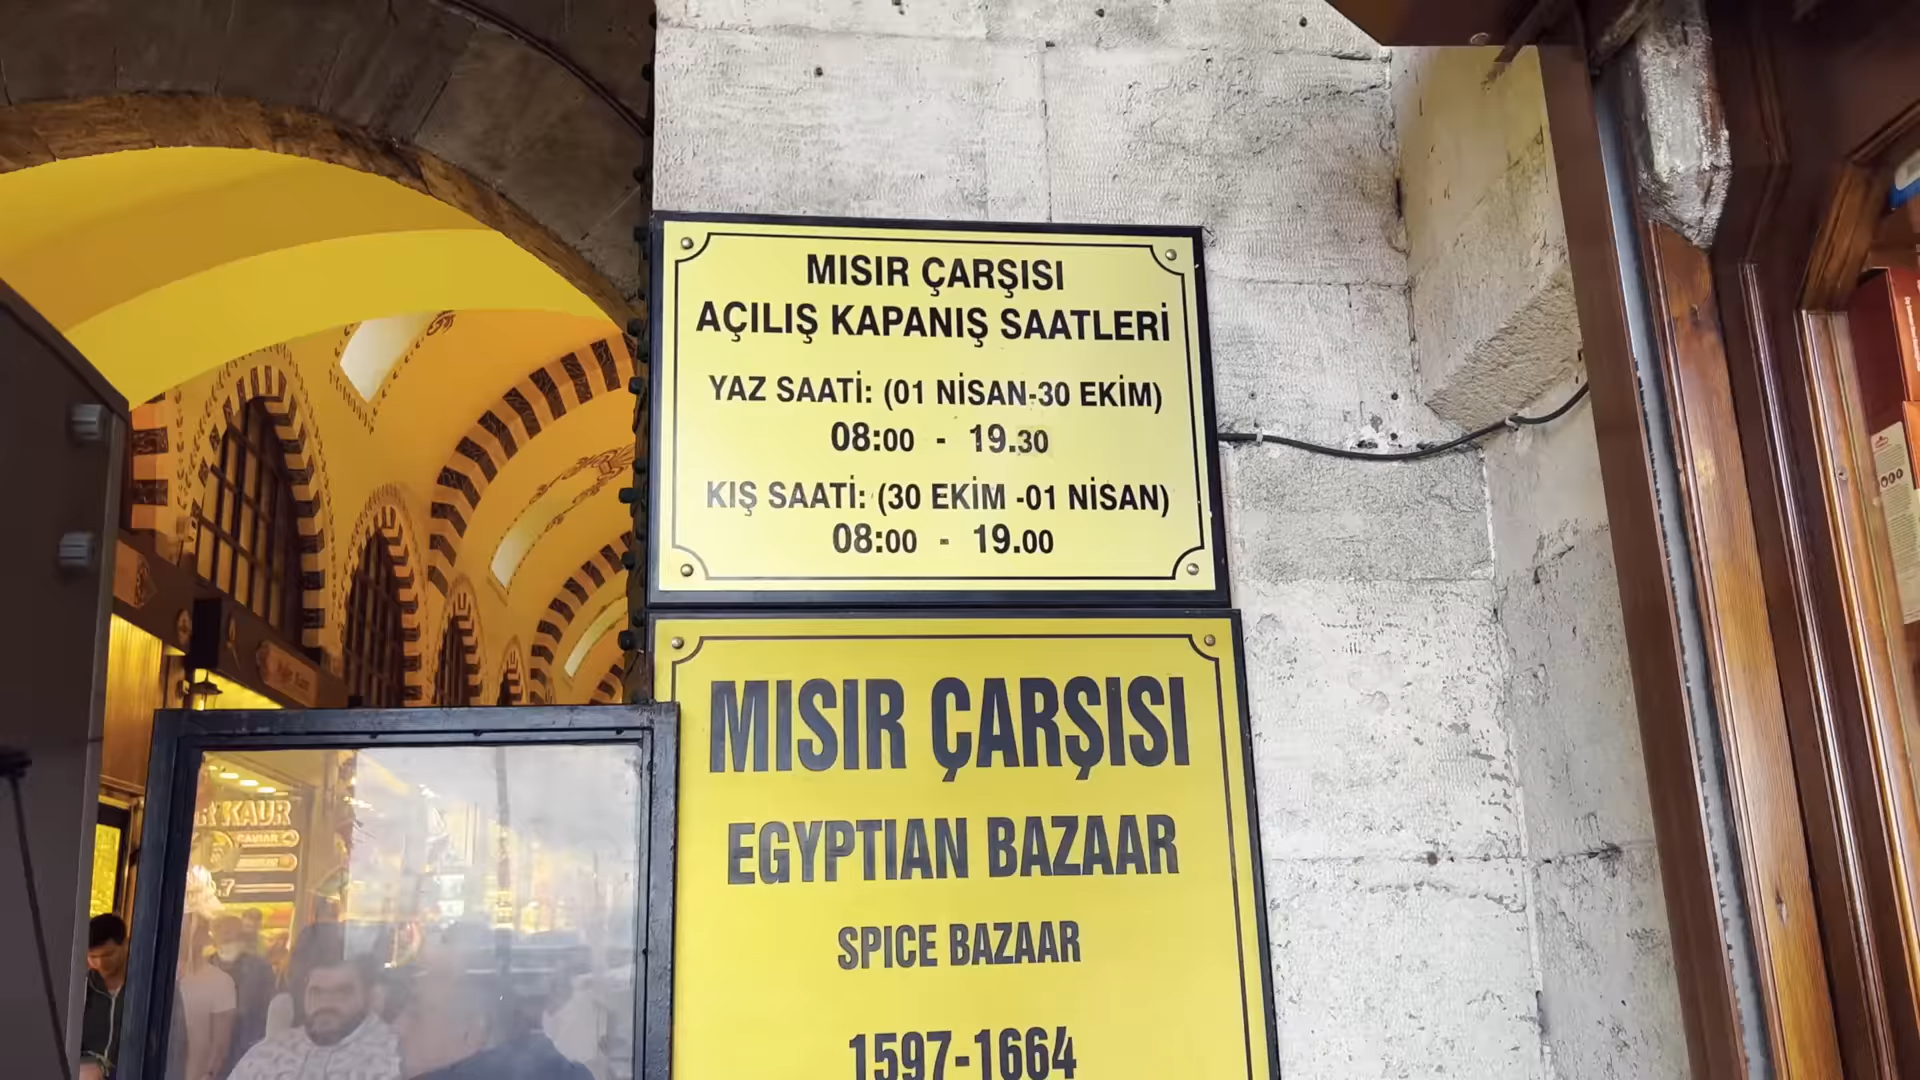 MISIR ÇARŞISI
AÇILIŞ KAPANIŞ SAATLERİ
YAZ SAATİ: (01 NİSAN-30 EKİM)
08:00 - 19.30
KIŞ SAATİ: (30 EKİM -01 NİSAN)
08:00 - 19.00
MISIR ÇARŞISI
EGYPTIAN BAZAAR
SPICE BAZAAR
1597-1664
KAUR
CAVIAR